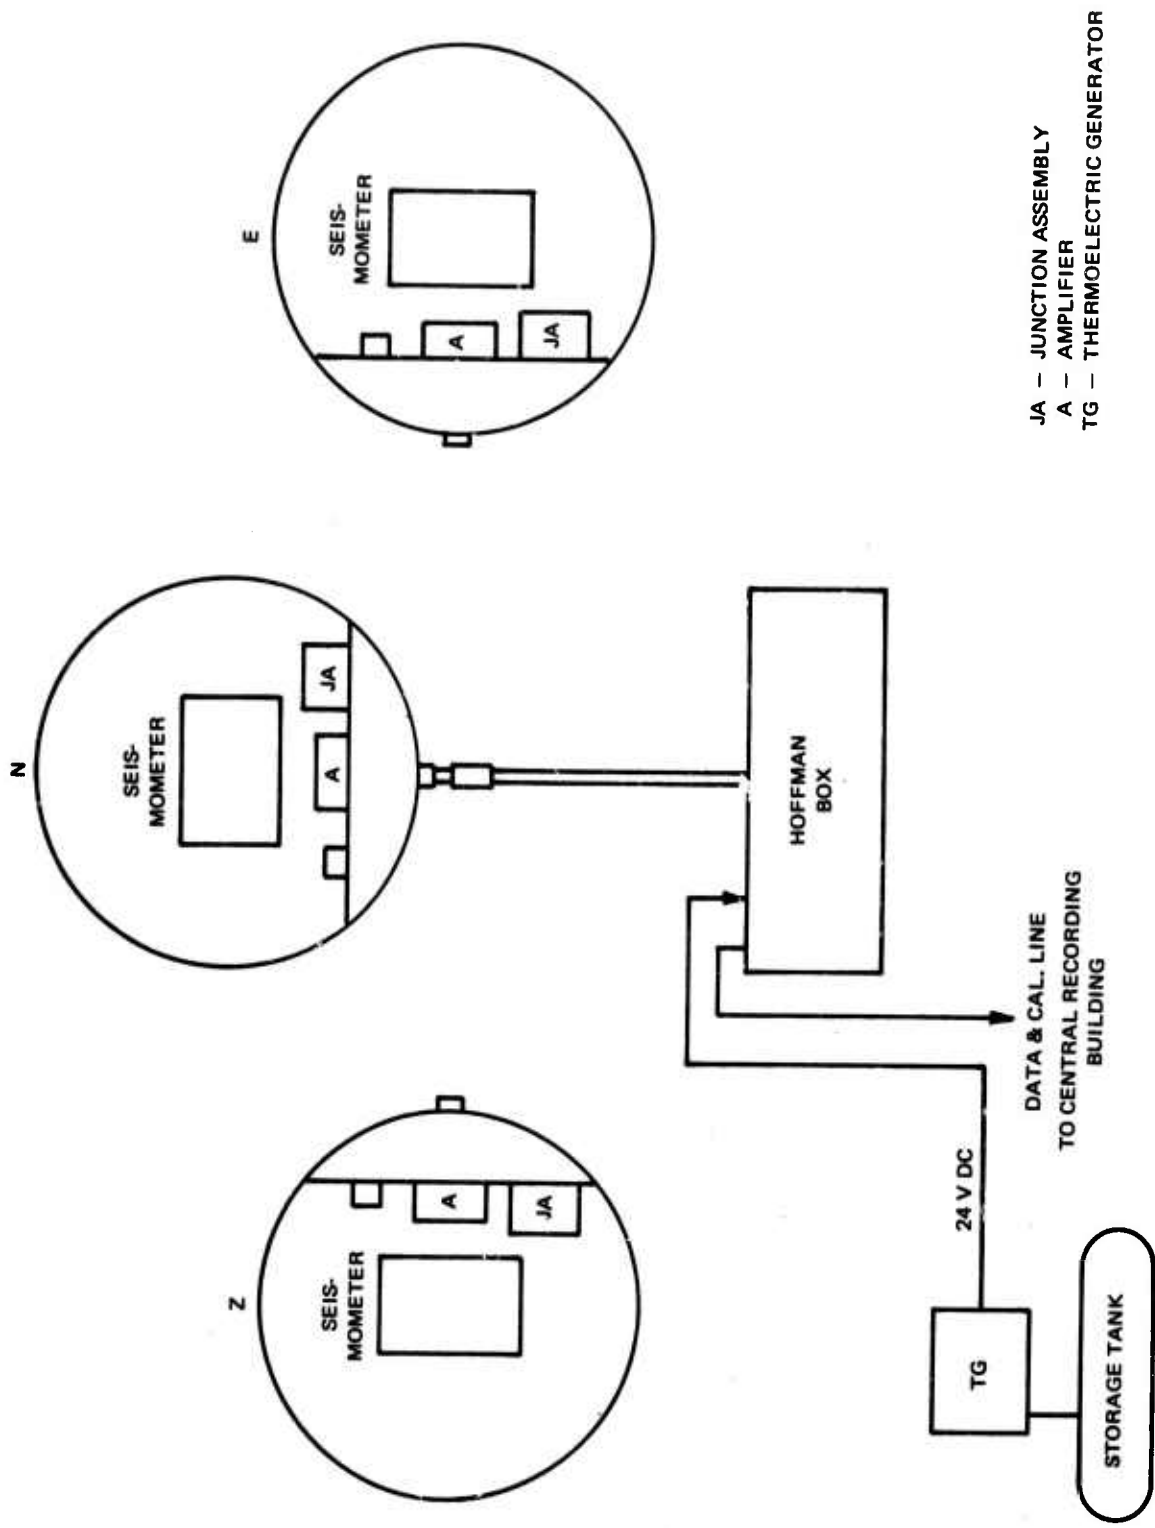 N
SEIS-
MOMETER
A
JA
Z
SEIS-
MOMETER
A
JA
E
SEIS-
MOMETER
A
JA
HOFFMAN
BOX
24 V DC
TG
STORAGE TANK
DATA & CAL. LINE
TO CENTRAL RECORDING
BUILDING
JA – JUNCTION ASSEMBLY
A – AMPLIFIER
TG – THERMOELECTRIC GENERATOR